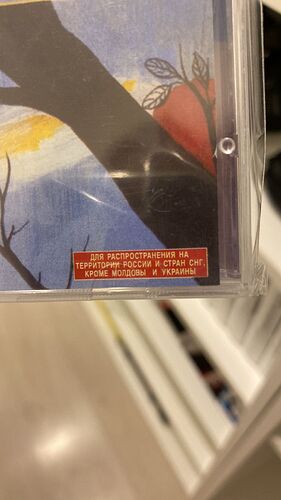 ДЛЯ РАСПРОСТРАНЕНИЯ НА
ТЕРРИТОРИИ РОССИИ И СТРАН СНГ,
КРОМЕ МОЛДОВЫ И УКРАИНЫ